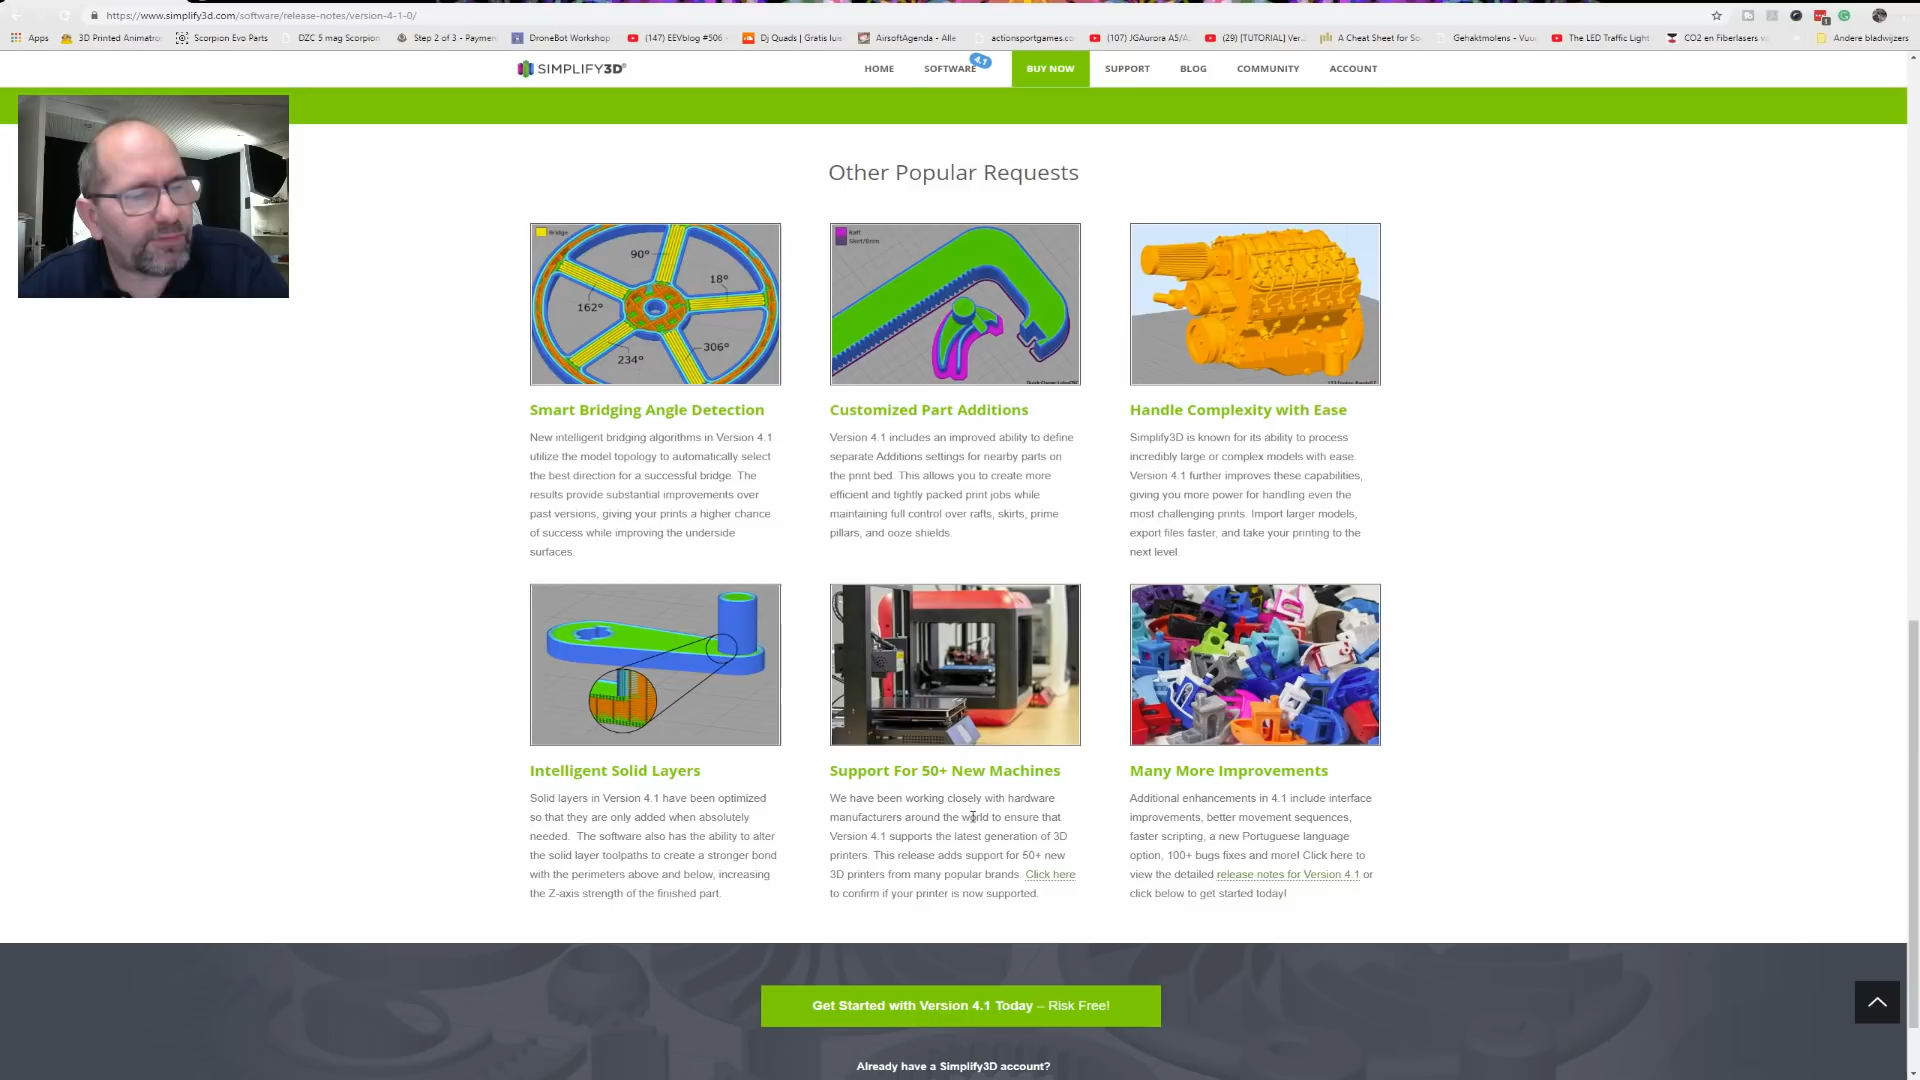 https://www.simplify3d.com/software/release-notes/version-4-1-0/
Apps 3D Printed Animatro Scorpion Evo Parts DZC 5 mag Scorpion Step 2 of 3 - Paymen DroneBot Workshop (147) EEVblog #506 - Dj Quads | Gratis luis AirsoftAgenda - Alle actionsportgames.co (107) JGAurora A5/A (29) [TUTORIAL] Ver A Cheat Sheet for So Gehaktmolens - Vuu The LED Traffic Light CO2 en Fiberlasers v Andere bladwijzers
SIMPLIFY3D HOME SOFTWARE 4.1 BUY NOW SUPPORT BLOG COMMUNITY ACCOUNT
Other Popular Requests
Bridge
90°
18°
162°
306°
234°
Raft
Skirt/Brim
Smart Bridging Angle Detection
New intelligent bridging algorithms in Version 4.1
utilize the model topology to automatically select
the best direction for a successful bridge. The
results provide substantial improvements over
past versions, giving your prints a higher chance
of success while improving the underside
surfaces.
Customized Part Additions
Version 4.1 includes an improved ability to define
separate Additions settings for nearby parts on
the print bed. This allows you to create more
efficient and tightly packed print jobs while
maintaining full control over rafts, skirts, prime
pillars, and ooze shields.
Handle Complexity with Ease
Simplify3D is known for its ability to process
incredibly large or complex models with ease.
Version 4.1 further improves these capabilities,
giving you more power for handling even the
most challenging prints. Import larger models,
export files faster, and take your printing to the
next level.
Intelligent Solid Layers
Solid layers in Version 4.1 have been optimized
so that they are only added when absolutely
needed. The software also has the ability to alter
the solid layer toolpaths to create a stronger bond
with the perimeters above and below, increasing
the Z-axis strength of the finished part.
Support For 50+ New Machines
We have been working closely with hardware
manufacturers around the world to ensure that
Version 4.1 supports the latest generation of 3D
printers. This release adds support for 50+ new
3D printers from many popular brands. Click here
to confirm if your printer is now supported.
Many More Improvements
Additional enhancements in 4.1 include interface
improvements, better movement sequences,
faster scripting, a new Portuguese language
option, 100+ bugs fixes and more! Click here to
view the detailed release notes for Version 4.1 or
click below to get started today!
Get Started with Version 4.1 Today – Risk Free!
Already have a Simplify3D account?